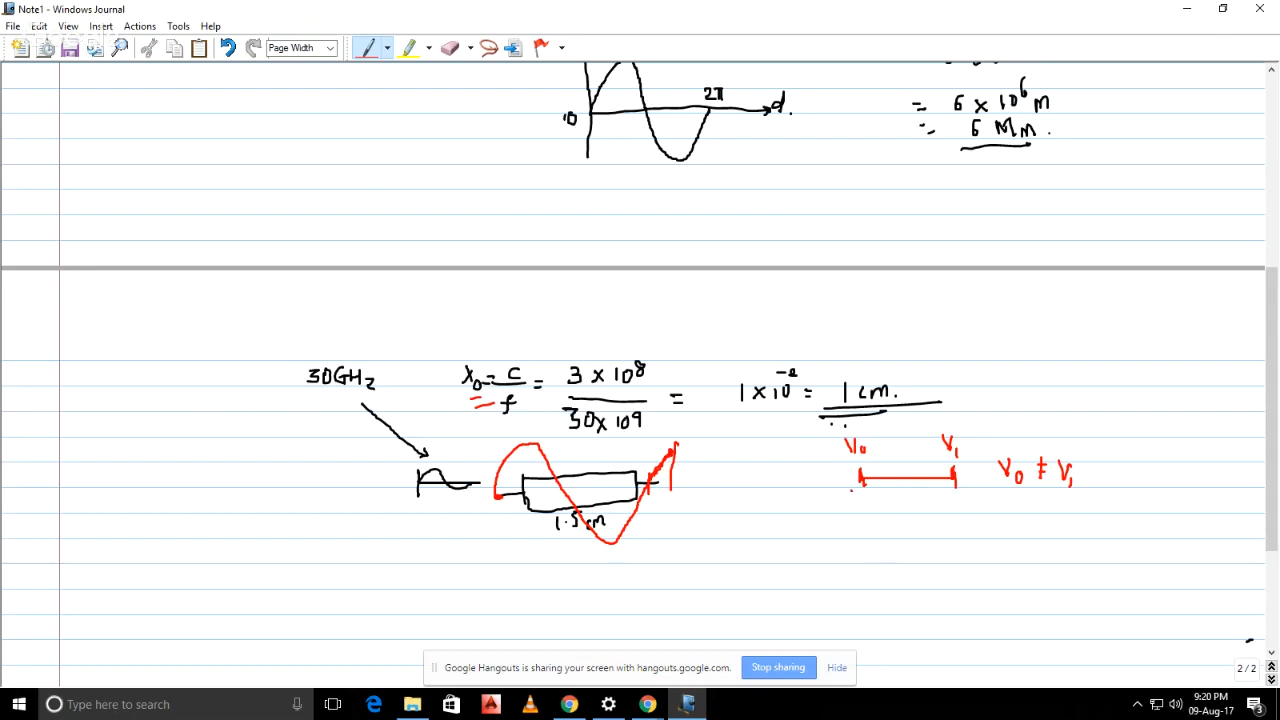 Note1 - Windows Journal
File Edit View Insert Actions Tools Help
Page Width
2π
10
d.
= 6 x 10⁶ m
= 6 Mm.
30GHz
λ₀ = c/f = 3 x 10⁸ / 30 x 10⁹ = 1 x 10⁻² = 1 cm.
V₀ V₁
V₀ ≠ V₁
1.5 cm
Google Hangouts is sharing your screen with hangouts.google.com. Stop sharing Hide
2/2
Type here to search
9:20 PM
09-Aug-17
3